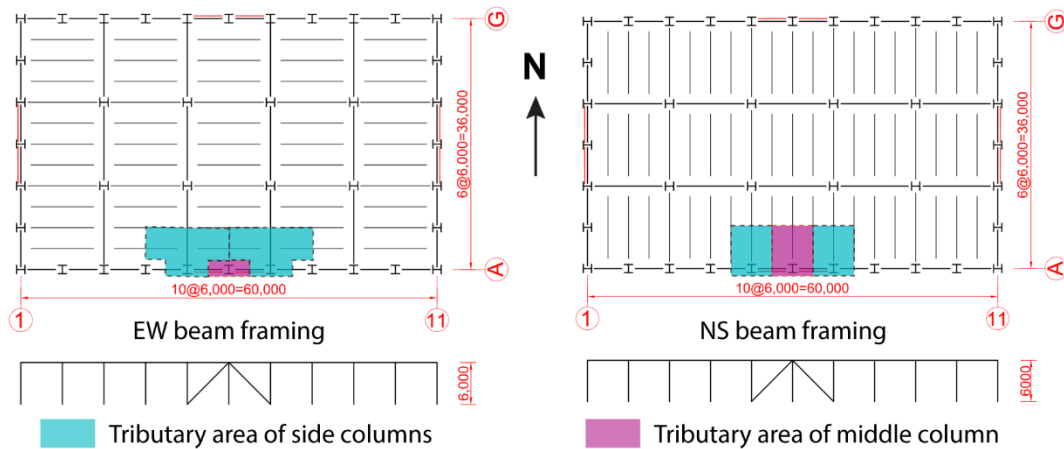 G
G
N
6@6,000=36,000
6@6,000=36,000
A
A
10@6,000=60,000
10@6,000=60,000
1
11
1
11
EW beam framing
NS beam framing
6,000
6000
Tributary area of side columns
Tributary area of middle column